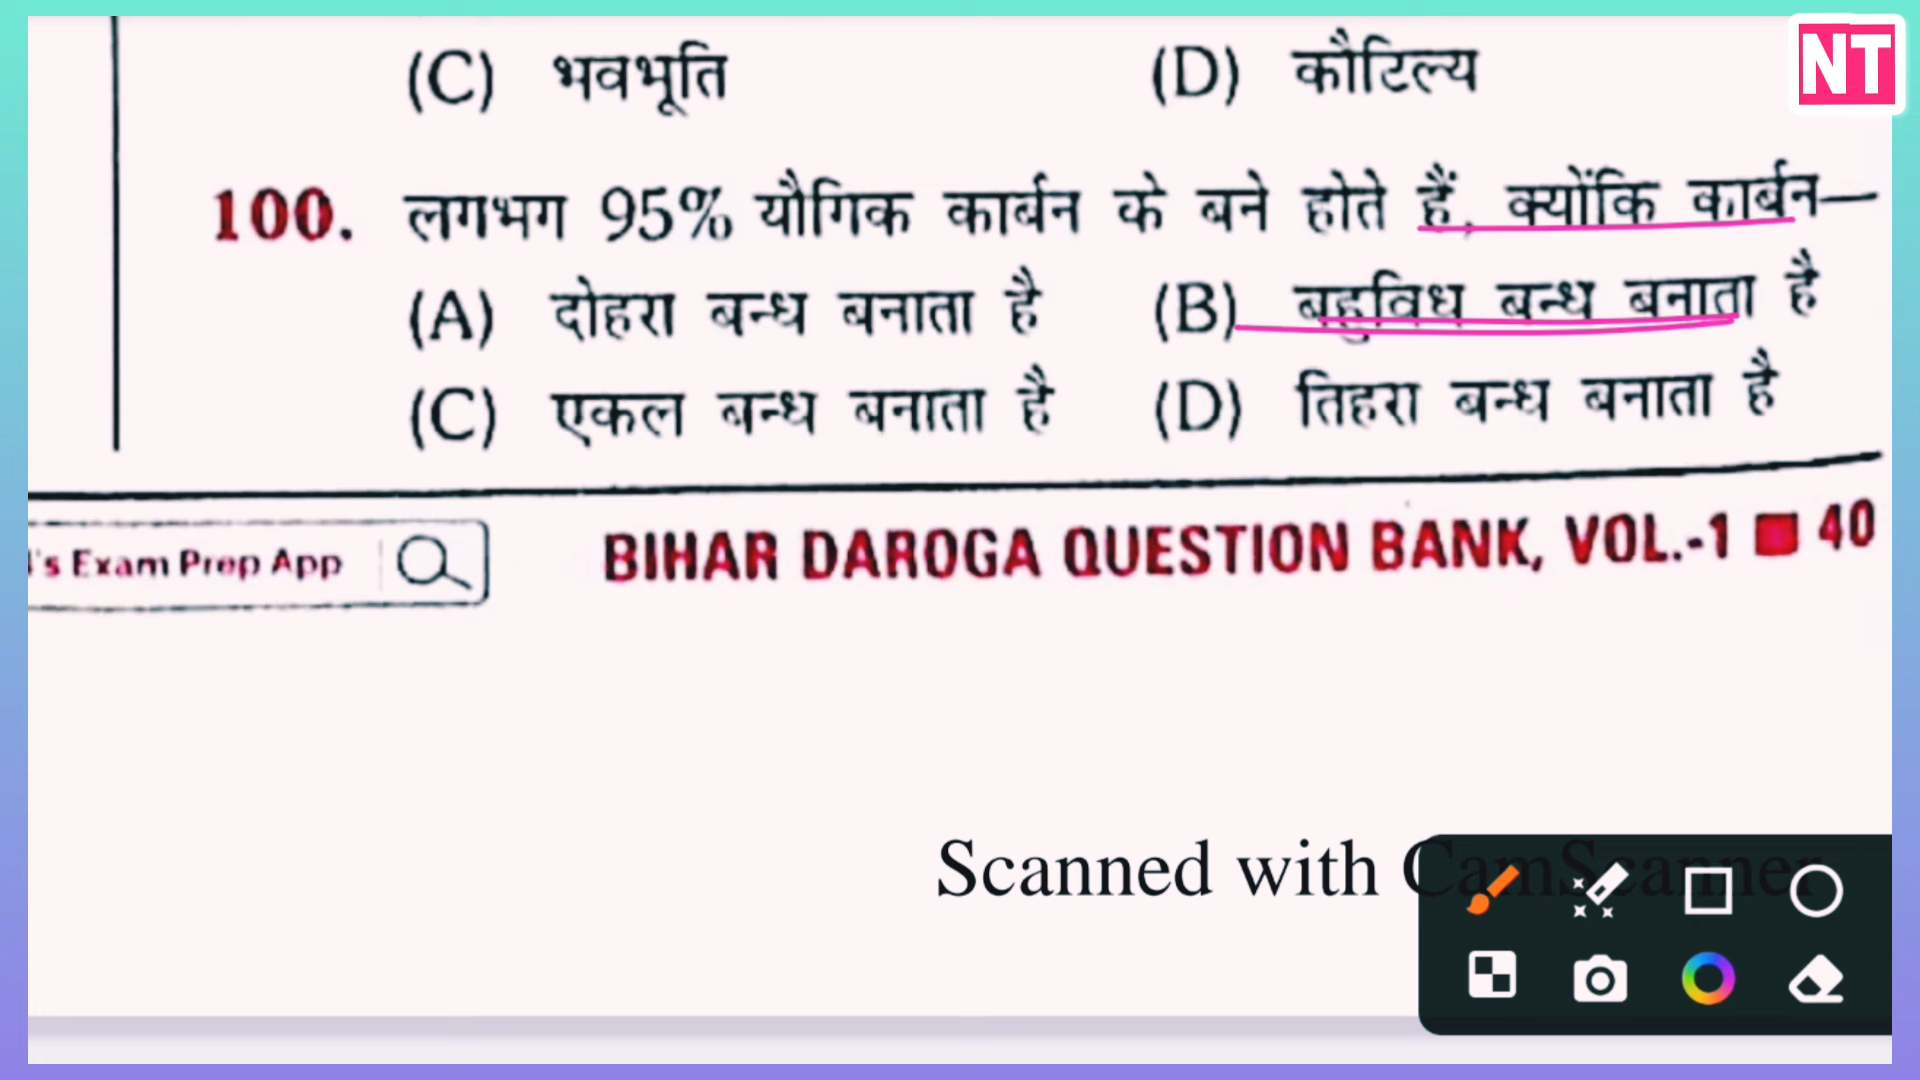 NT
(C) भवभूति (D) कौटिल्य
100. लगभग 95% यौगिक कार्बन के बने होते हैं, क्योंकि कार्बन—
(A) दोहरा बन्ध बनाता है (B) बहुविध बन्ध बनाता है
(C) एकल बन्ध बनाता है (D) तिहरा बन्ध बनाता है
's Exam Prep App BIHAR DAROGA QUESTION BANK, VOL.-1 ■ 40
Scanned with CamScanner